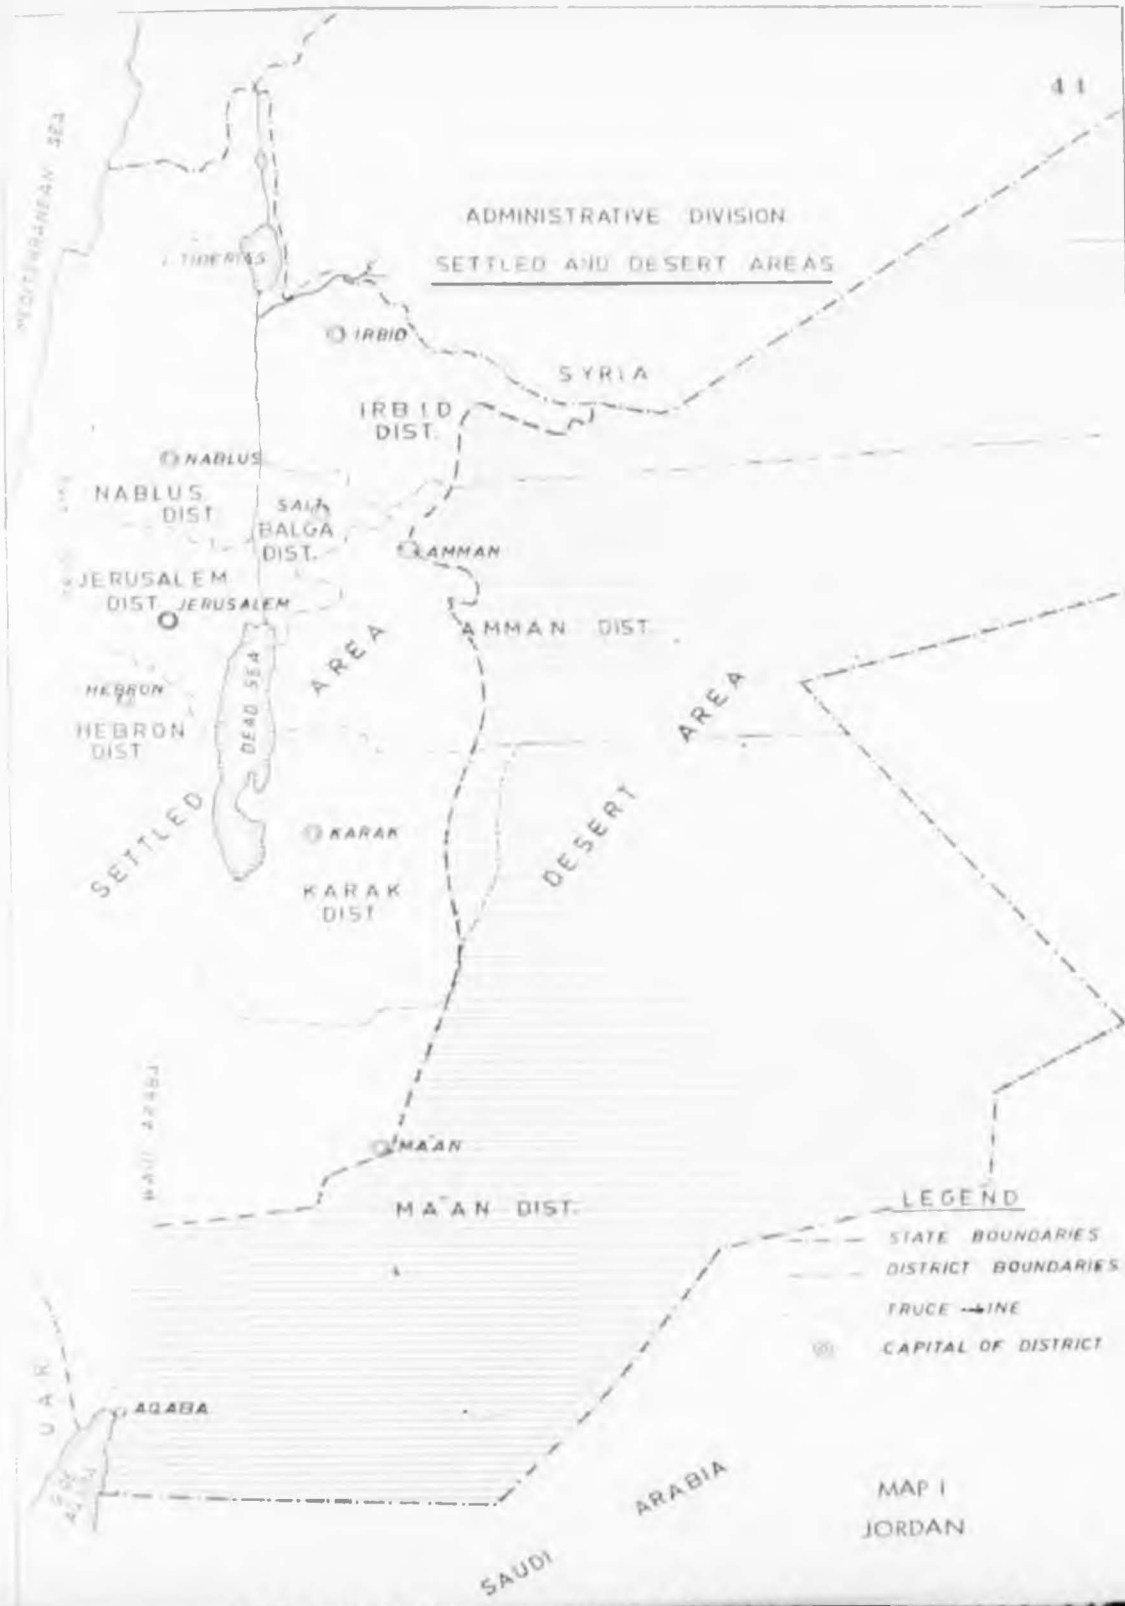 41
ADMINISTRATIVE DIVISION
SETTLED AND DESERT AREAS
MEDITERRANEAN SEA
L. TIBERIAS
IRBID
SYRIA
IRBID
DIST.
NABLUS
NABLUS
DIST
SALT
BALGA
DIST.
AMMAN
JERUSALEM
DIST.
JERUSALEM
AMMAN DIST.
HEBRON
HEBRON
DIST
DEAD SEA
SETTLED AREA
DESERT AREA
KARAK
KARAK
DIST
WADI
MA'AN
MA'AN DIST.
UAR
AQABA
G. OF
LEGEND
STATE BOUNDARIES
DISTRICT BOUNDARIES
TRUCE LINE
CAPITAL OF DISTRICT
SAUDI ARABIA
MAP I
JORDAN